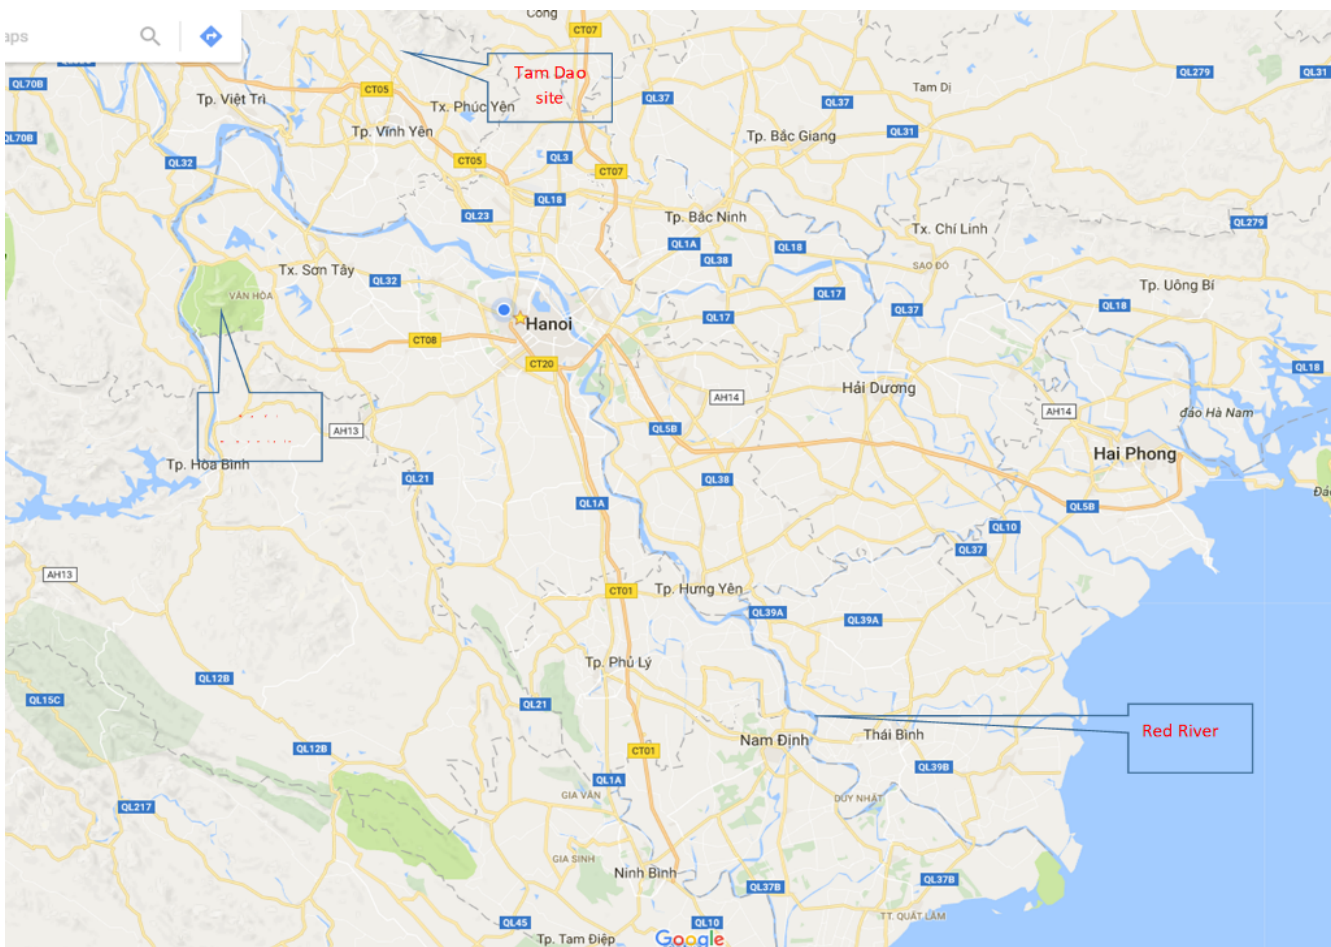 aps
Cong
CT07
QL279
QL31
QL70B
CT05
Tam Dao
site
Tam Dị
Tp. Việt Trì
Tx. Phúc Yên
QL37
QL37
QL70B
Tp. Vĩnh Yên
Tp. Bắc Giang
QL31
QL32
CT05
QL3
CT07
QL23
QL18
Tp. Bắc Ninh
QL279
QL1A
QL18
Tx. Chí Linh
QL38
SAO ĐỎ
Tx. Sơn Tây
QL32
Tp. Uông Bí
VÂN HÒA
QL17
QL17
QL37
QL18
Hanoi
CT08
CT20
QL18
Hải Dương
AH14
AH14
đảo Hà Nam
AH13
QL5B
Hai Phong
Tp. Hòa Bình
QL21
QL38
QL1A
QL5B
QL10
QL37
AH13
CT01
Tp. Hưng Yên
QL39A
QL39A
Tp. Phủ Lý
QL12B
QL15C
QL21
Red River
Nam Định
Thái Bình
QL12B
CT01
QL39B
QL1A
GIA VÂN
DUY NHẤT
QL217
GIA SINH
Ninh Bình
QL37B
QL37B
TT. QUẤT LÂM
QL45
QL10
Tp. Tam Điệp
Google